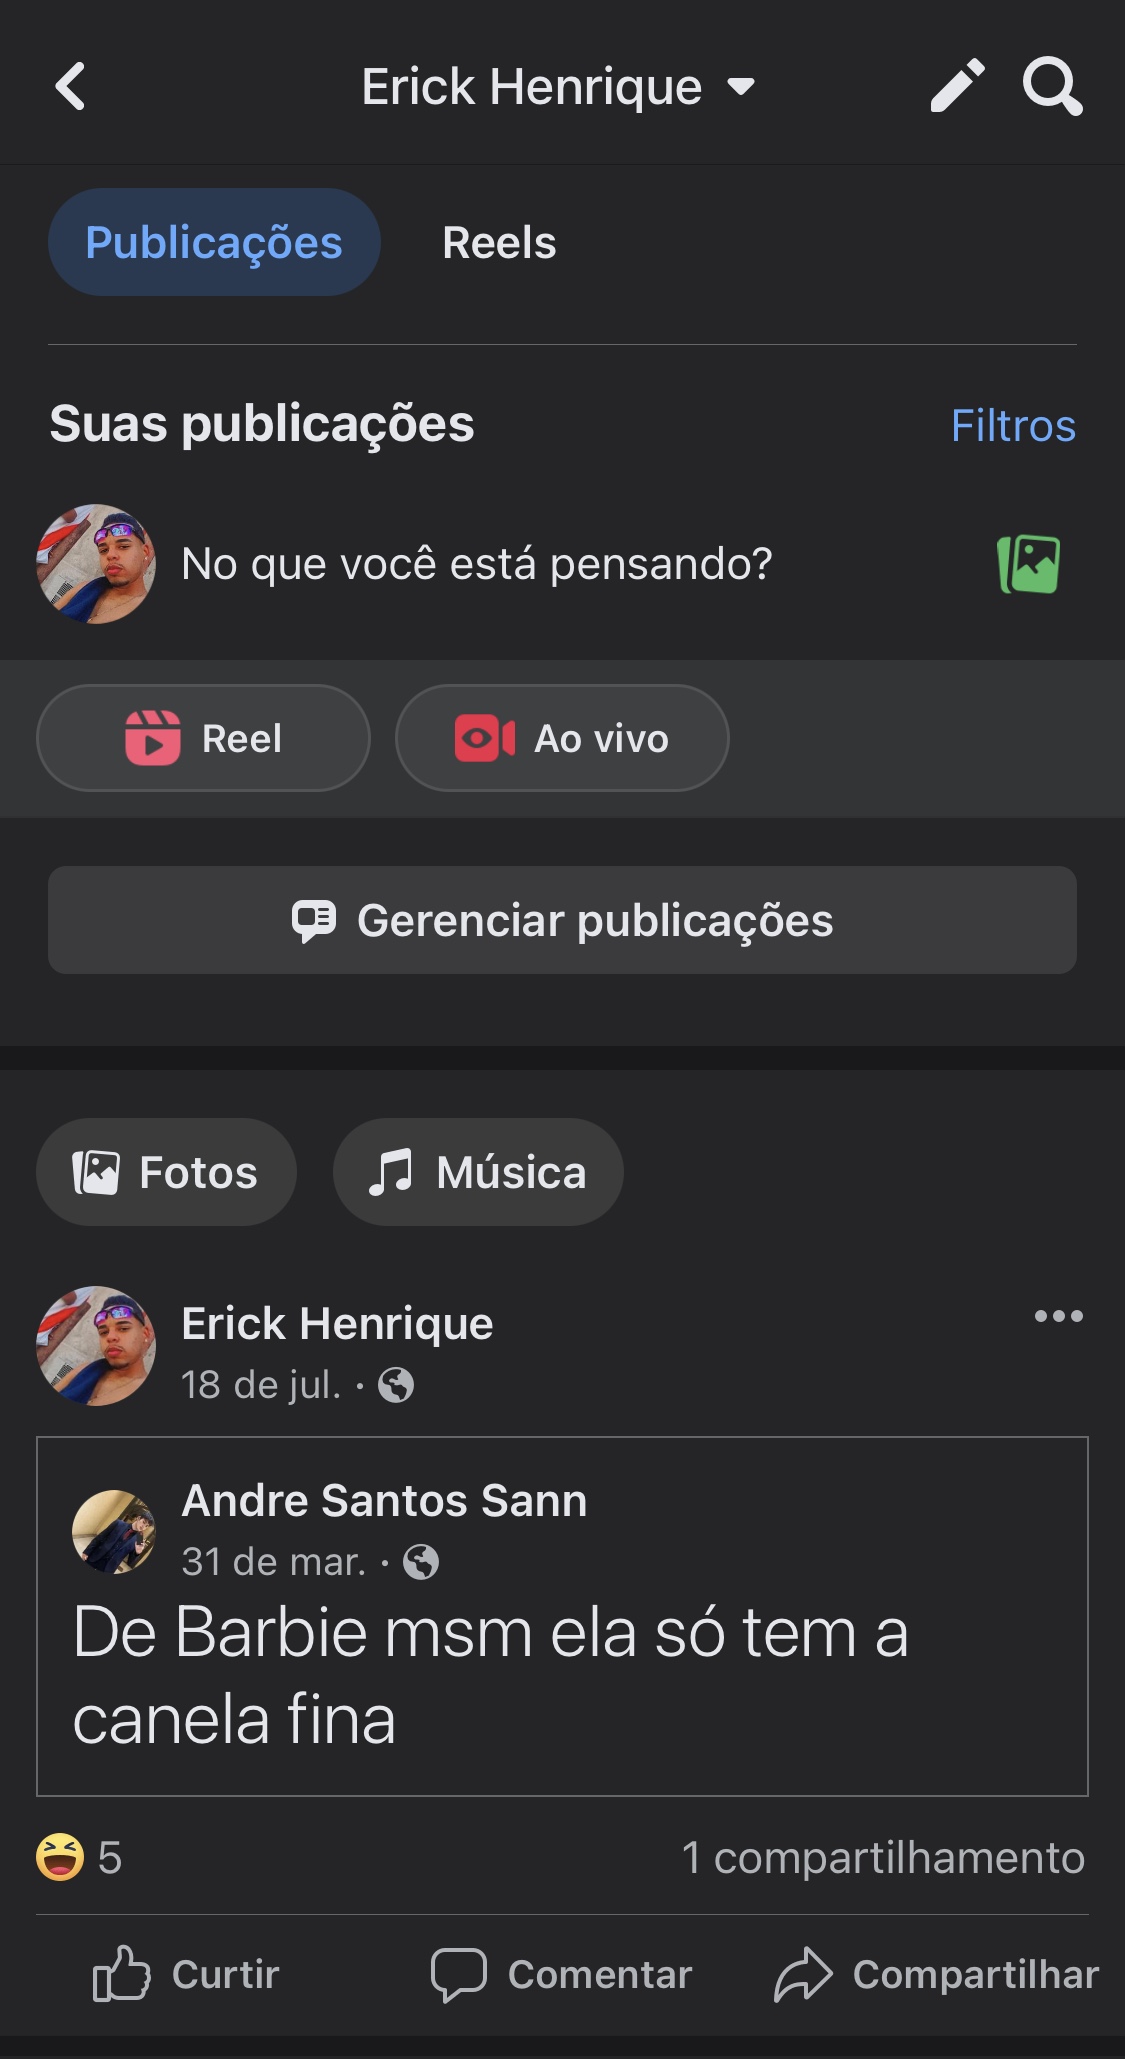 Erick Henrique
Publicações
Reels
Suas publicações
Filtros
No que você está pensando?
Reel
Ao vivo
Gerenciar publicações
Fotos
Música
Erick Henrique
18 de jul. ·
Andre Santos Sann
31 de mar. ·
De Barbie msm ela só tem a
canela fina
5
1 compartilhamento
Curtir
Comentar
Compartilhar